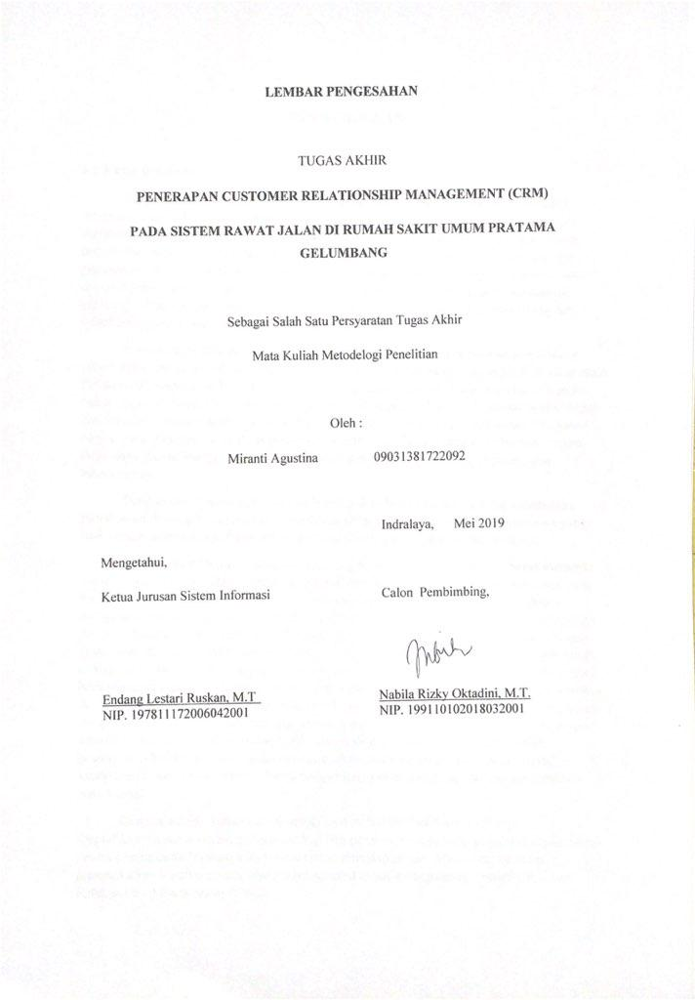 LEMBAR PENGESAHAN
TUGAS AKHIR
PENERAPAN CUSTOMER RELATIONSHIP MANAGEMENT (CRM)
PADA SISTEM RAWAT JALAN DI RUMAH SAKIT UMUM PRATAMA
GELUMBANG
Sebagai Salah Satu Persyaratan Tugas Akhir
Mata Kuliah Metodelogi Penelitian
Oleh :
Miranti Agustina 09031381722092
Indralaya, Mei 2019
Mengetahui,
Ketua Jurusan Sistem Informasi
Calon Pembimbing,
Endang Lestari Ruskan, M.T
NIP. 197811172006042001
Nabila Rizky Oktadini, M.T.
NIP. 199110102018032001